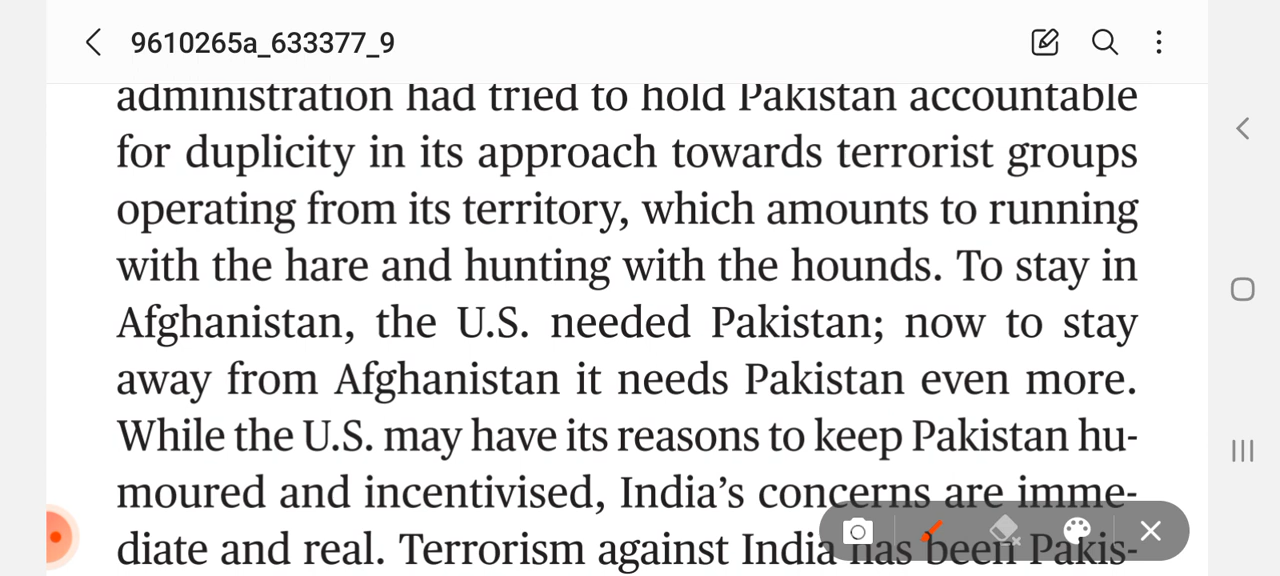 9610265a_633377_9
administration had tried to hold Pakistan accountable
for duplicity in its approach towards terrorist groups
operating from its territory, which amounts to running
with the hare and hunting with the hounds. To stay in
Afghanistan, the U.S. needed Pakistan; now to stay
away from Afghanistan it needs Pakistan even more.
While the U.S. may have its reasons to keep Pakistan hu-
moured and incentivised, India’s concerns are imme-
diate and real. Terrorism against India has been Pakis-